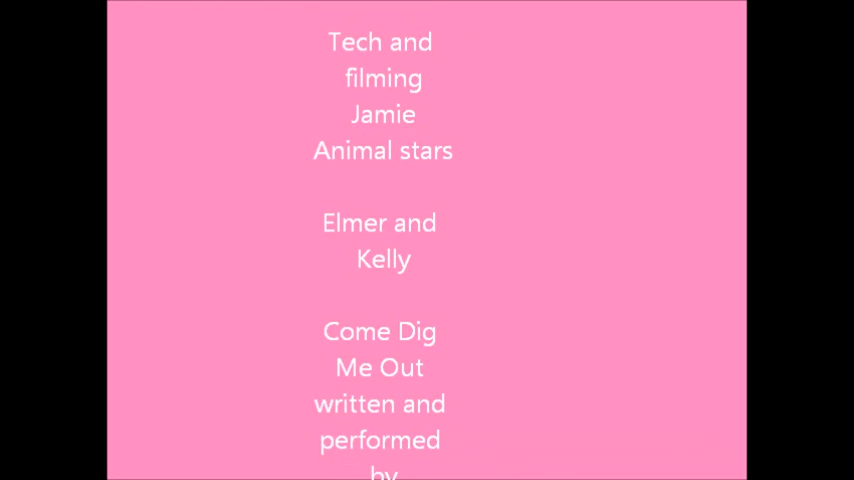 Tech and
filming
Jamie
Animal stars
Elmer and
Kelly
Come Dig
Me Out
written and
performed
by